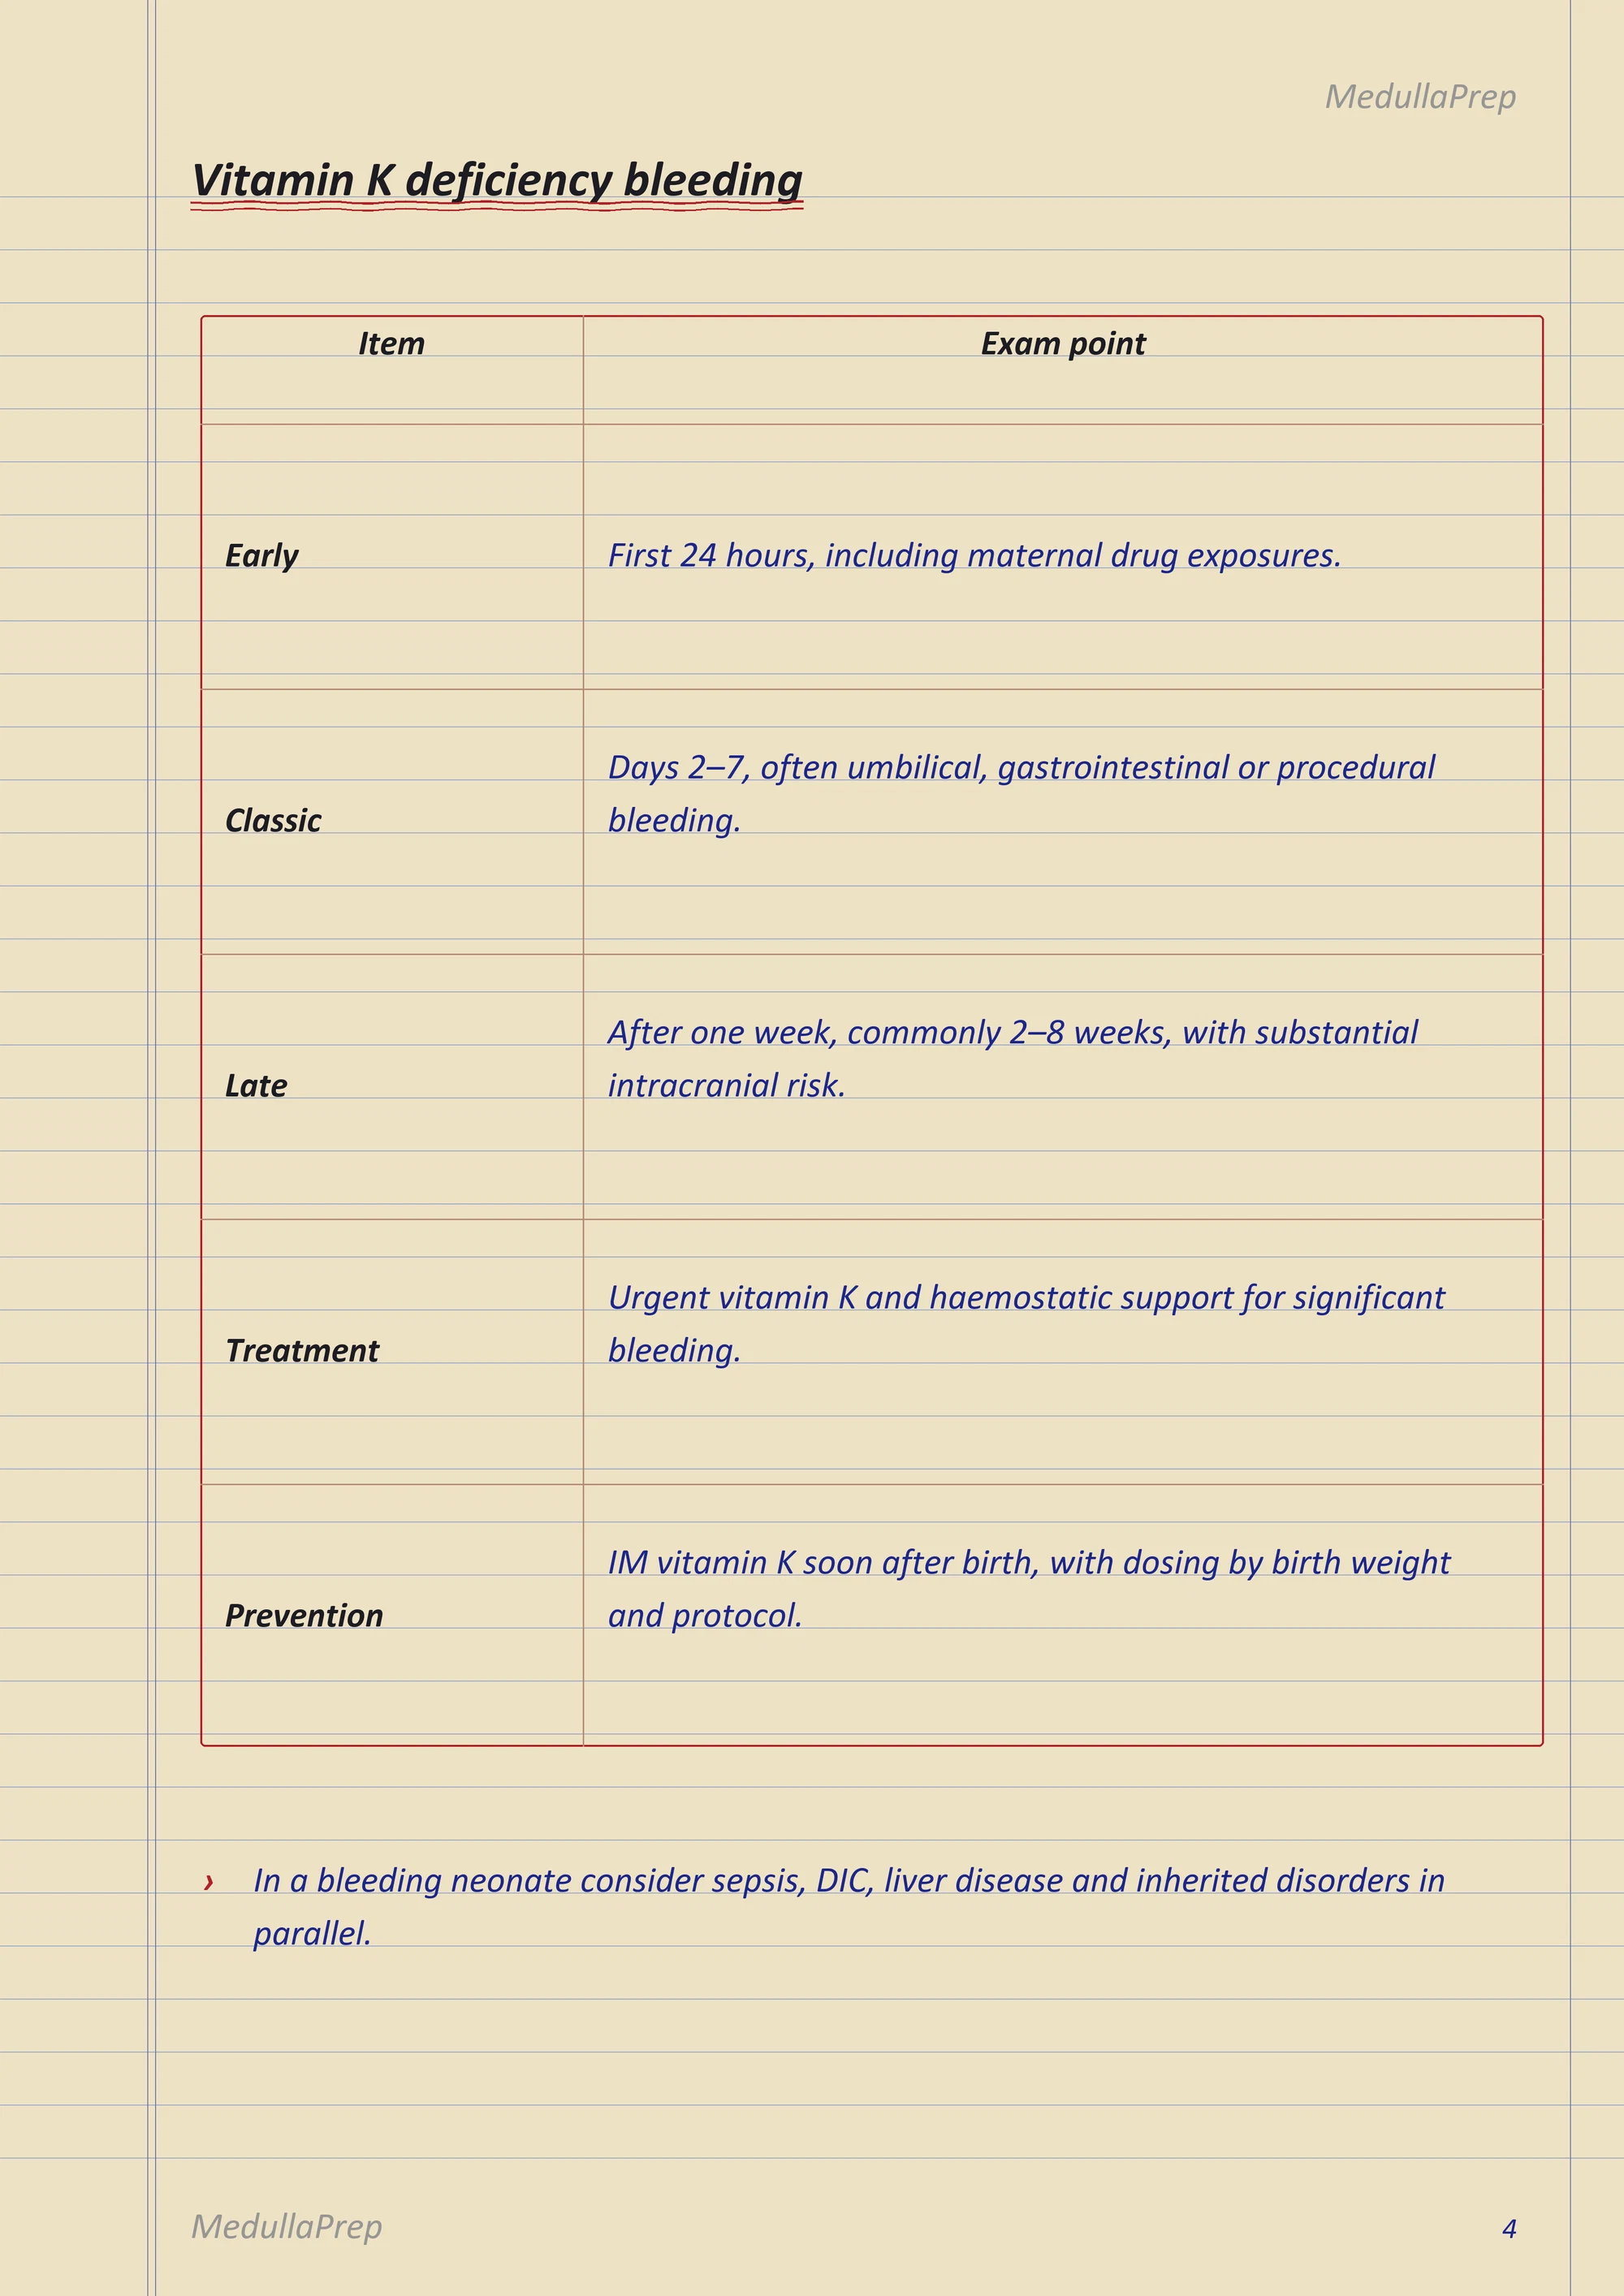 MedullaPrep
Vitamin K deficiency bleeding
Item
Exam point
Early
First 24 hours, including maternal drug exposures.
Classic
Days 2–7, often umbilical, gastrointestinal or procedural
bleeding.
Late
After one week, commonly 2–8 weeks, with substantial
intracranial risk.
Treatment
Urgent vitamin K and haemostatic support for significant
bleeding.
Prevention
IM vitamin K soon after birth, with dosing by birth weight
and protocol.
› In a bleeding neonate consider sepsis, DIC, liver disease and inherited disorders in
parallel.
MedullaPrep
4